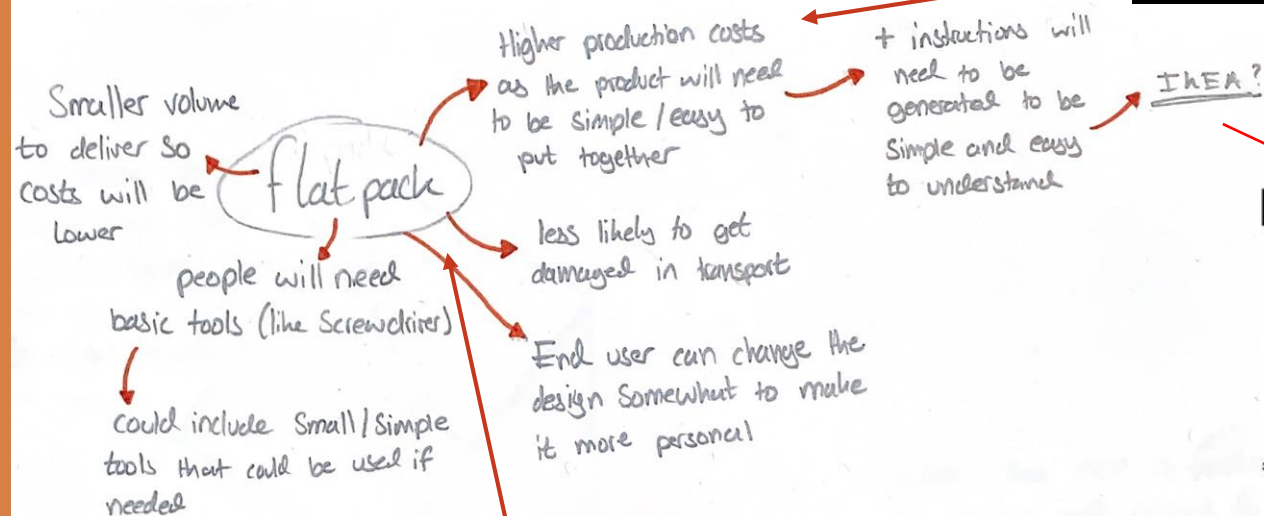 flat pack
Smaller volume
to deliver so
costs will be
lower
people will need
basic tools (like Screwdriver)
could include Small/Simple
tools that could be used if
needed
Higher production costs
as the product will need
to be simple/easy to
put together
+ instructions will
need to be
generated to be
Simple and easy
to understand
IKEA?
less likely to get
damaged in transport
End user can change the
design Somewhat to make
it more personal